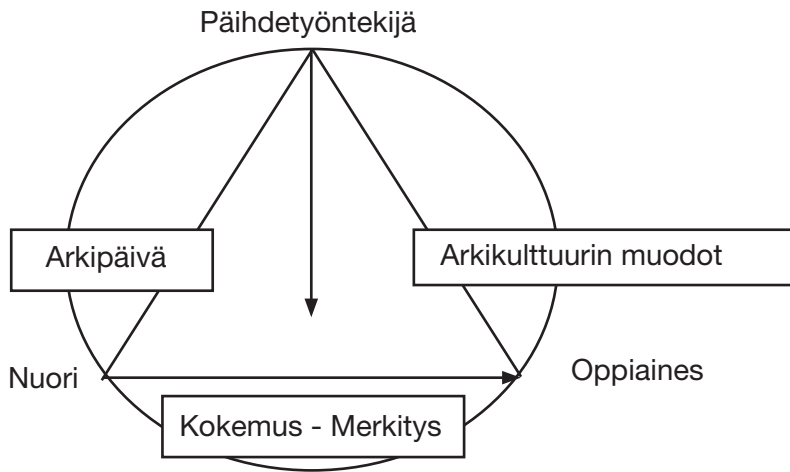 Päihdetyöntekijä
Arkipäivä
Arkikulttuurin muodot
Nuori
Oppiaines
Kokemus - Merkitys